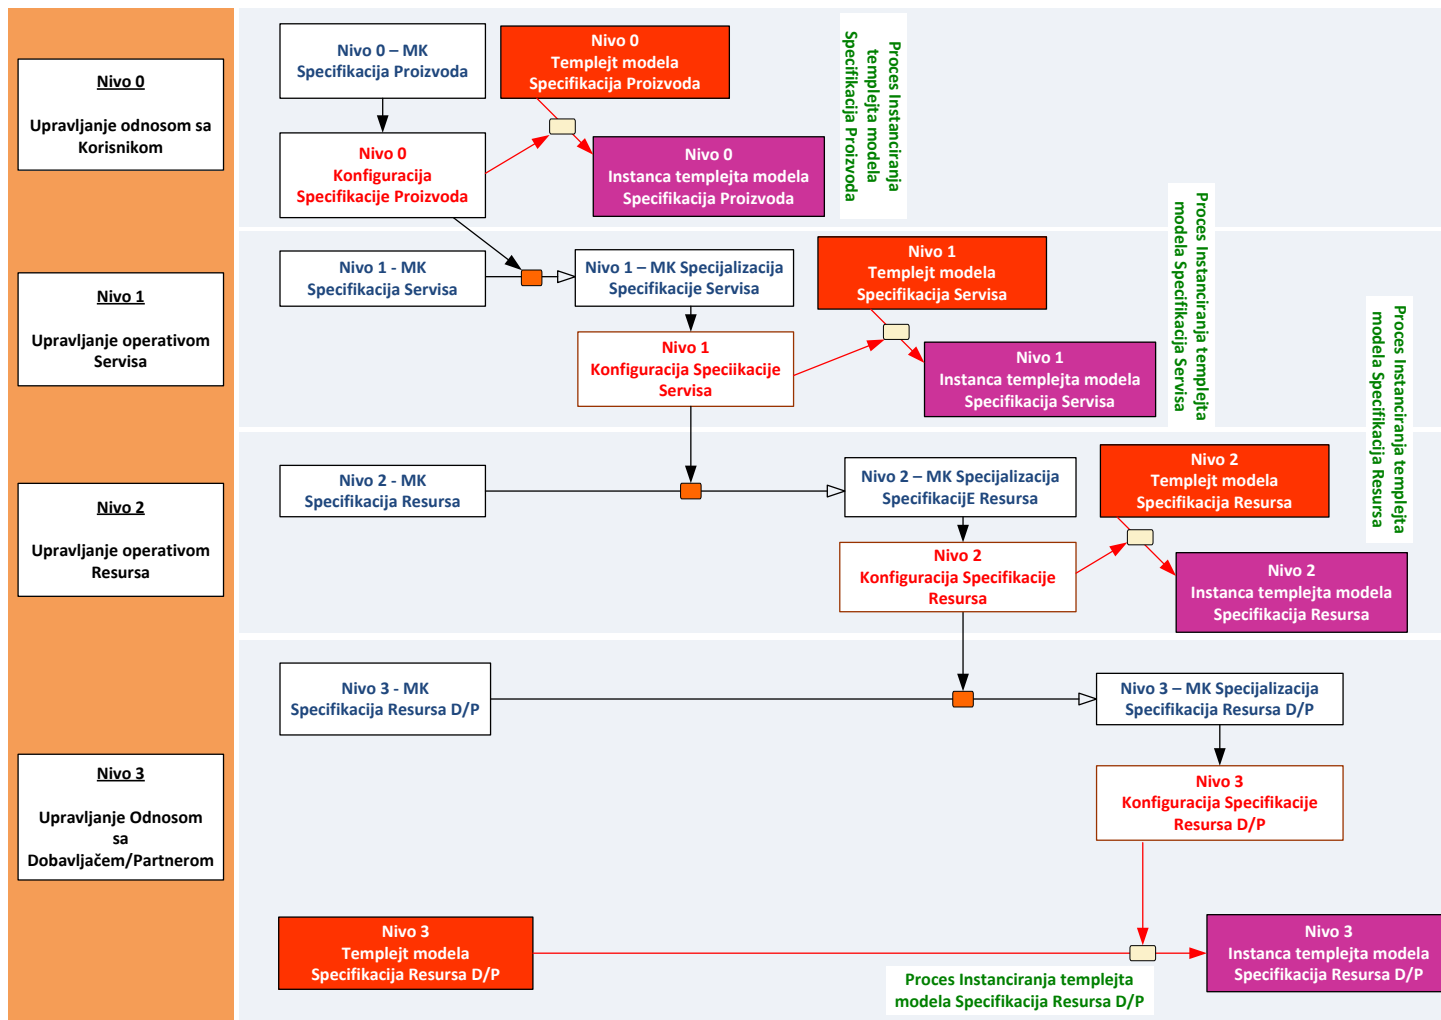 Nivo 0
Upravljanje odnosom sa
Korisnikom
Nivo 0 – MK
Specifikacija Proizvoda
Nivo 0
Templejt modela
Specifikacija Proizvoda
Nivo 0
Konfiguracija
Specifikacije Proizvoda
Nivo 0
Instanca templejta modela
Specifikacija Proizvoda
Proces Instanciranja
templejta modela
Specifikacija Proizvoda
Nivo 1
Upravljanje operativom
Servisa
Nivo 1 - MK
Specifikacija Servisa
Nivo 1 – MK Specijalizacija
Specifikacije Servisa
Nivo 1
Templejt modela
Specifikacija Servisa
Nivo 1
Konfiguracija Speciikacije
Servisa
Nivo 1
Instanca templejta modela
Specifikacija Servisa
Proces Instanciranja templejta
modela Specifikacija Servisa
Nivo 2
Upravljanje operativom
Resursa
Nivo 2 - MK
Specifikacija Resursa
Nivo 2 – MK Specijalizacija
SpecifikacijE Resursa
Nivo 2
Templejt modela
Specifikacija Resursa
Nivo 2
Konfiguracija Specifikacije
Resursa
Nivo 2
Instanca templejta modela
Specifikacija Resursa
Proces Instanciranja templejta
modela Specifikacija Resursa
Nivo 3
Upravljanje Odnosom
sa
Dobavljačem/Partnerom
Nivo 3 - MK
Specifikacija Resursa D/P
Nivo 3 – MK Specijalizacija
Specifikacija Resursa D/P
Nivo 3
Konfiguracija Specifikacije
Resursa D/P
Nivo 3
Templejt modela
Specifikacija Resursa D/P
Nivo 3
Instanca templejta modela
Specifikacija Resursa D/P
Proces Instanciranja templejta
modela Specifikacija Resursa D/P